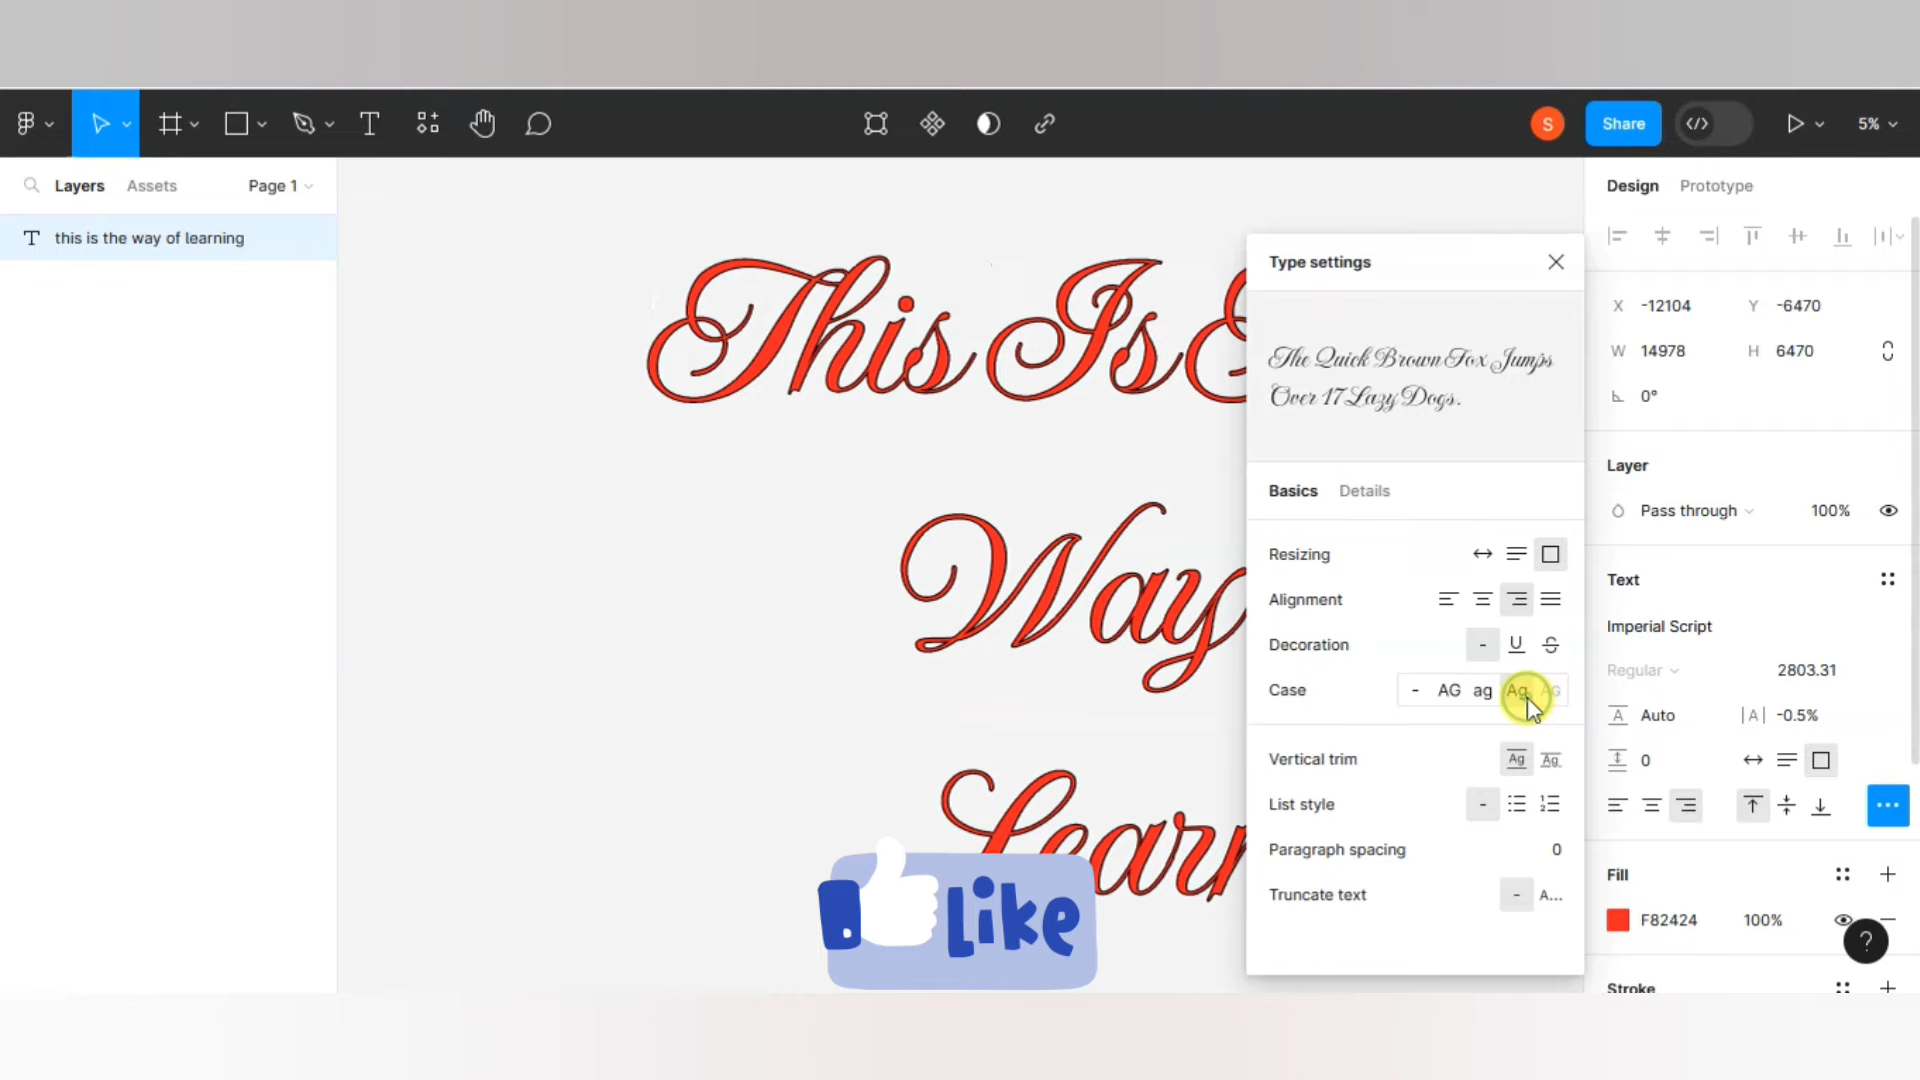 S
Share
5%
Layers
Assets
Page 1
Design
Prototype
this is the way of learning
This Is
Way
Lear
Type settings
The Quick Brown Fox Jumps
Over 17 Lazy Dogs.
Basics
Details
Resizing
Alignment
Decoration
-
U
S
Case
-
AG
ag
Ag
AG
Vertical trim
Ag
Ag
List style
-
Paragraph spacing
0
Truncate text
-
A...
X
-12104
Y
-6470
W
14978
H
6470
0°
Layer
Pass through
100%
Text
Imperial Script
Regular
2803.31
A
Auto
|A|
-0.5%
0
Fill
F82424
100%
?
Stroke
Like